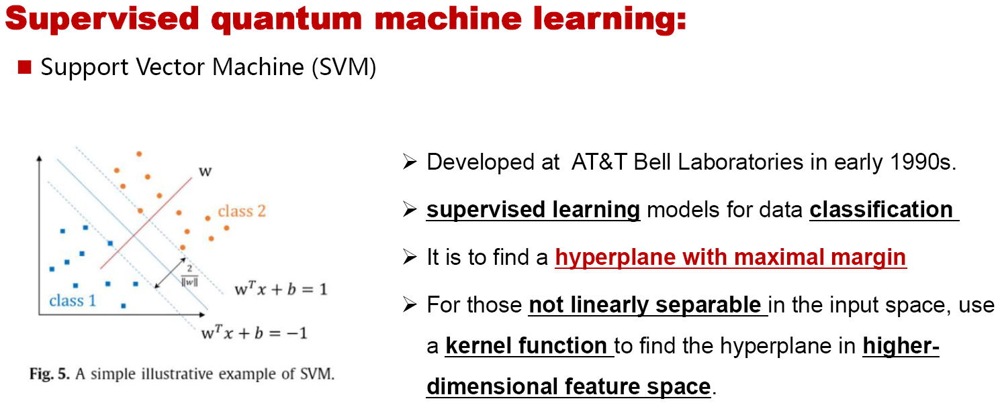 Supervised quantum machine learning:
Support Vector Machine (SVM)
w
class 2
2
‖w‖
class 1
wᵀx + b = 1
wᵀx + b = −1
Fig. 5. A simple illustrative example of SVM.
Developed at AT&T Bell Laboratories in early 1990s.
supervised learning models for data classification
It is to find a hyperplane with maximal margin
For those not linearly separable in the input space, use
a kernel function to find the hyperplane in higher-
dimensional feature space.